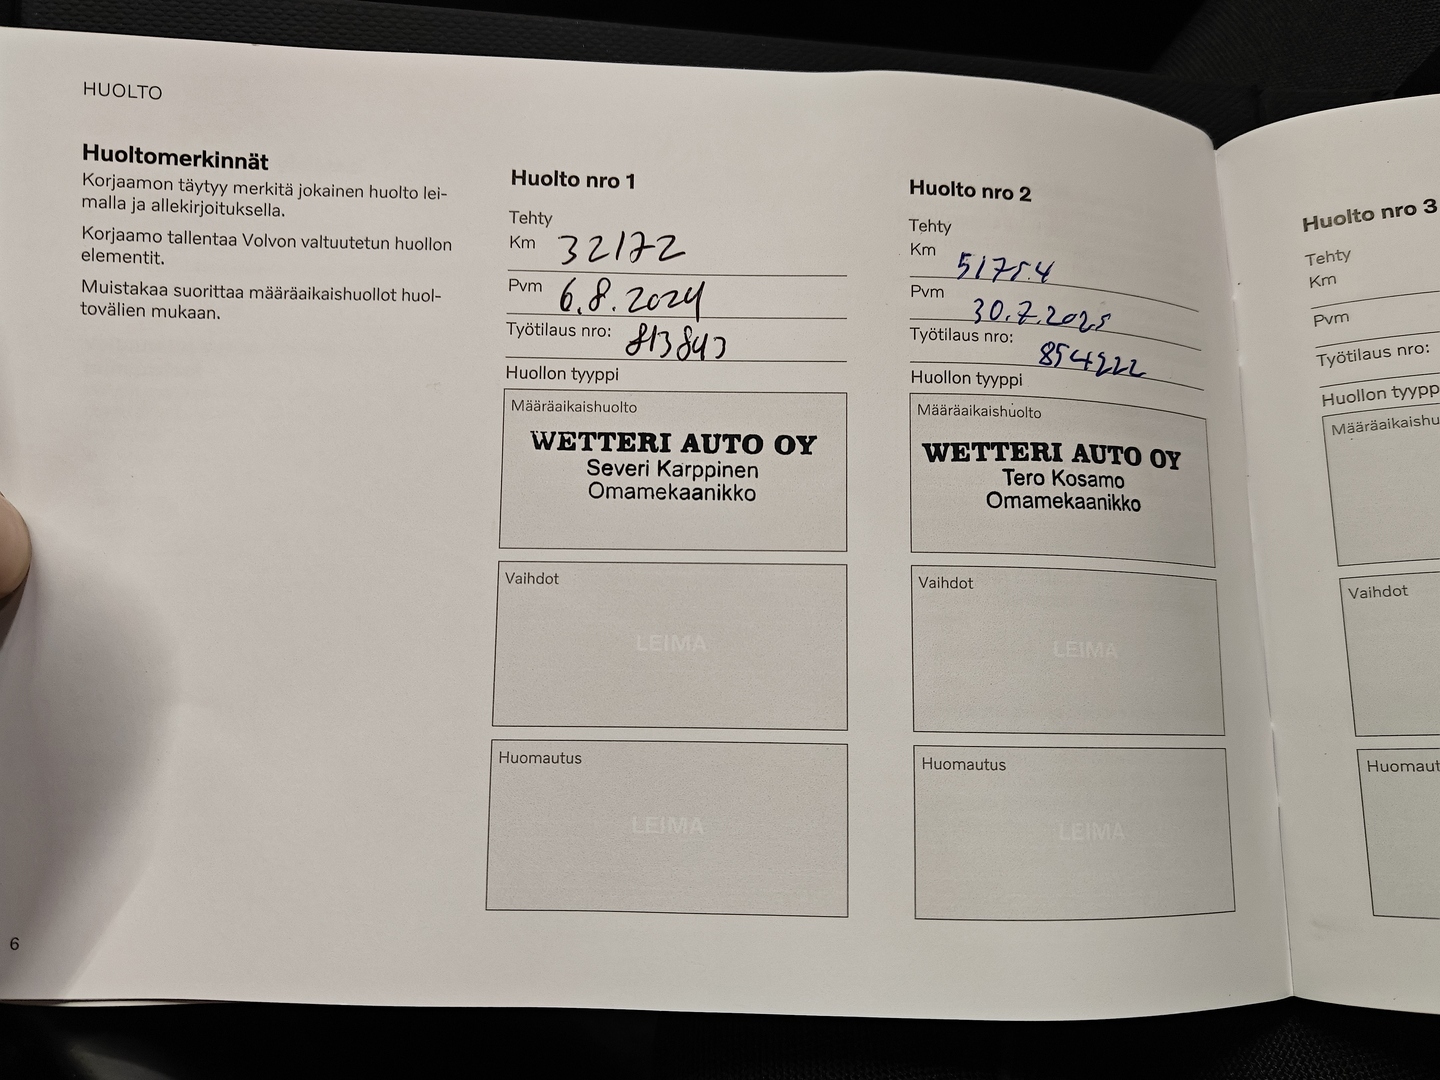 HUOLTO
Huoltomerkinnät
Korjaamon täytyy merkitä jokainen huolto lei-
malla ja allekirjoituksella.
Korjaamo tallentaa Volvon valtuutetun huollon
elementit.
Muistakaa suorittaa määräaikaishuollot huol-
tovälien mukaan.
6
Huolto nro 1
Tehty
Km 32172
Pvm 6.8.2024
Työtilaus nro: 813843
Huollon tyyppi
Määräaikaishuolto
WETTERI AUTO OY
Severi Karppinen
Omamekaanikko
Vaihdot
LEIMA
Huomautus
LEIMA
Huolto nro 2
Tehty
Km
Pvm 30.7.2025
Työtilaus nro: 854222
Huollon tyyppi
Määräaikaishuolto
WETTERI AUTO OY
Tero Kosamo
Omamekaanikko
Vaihdot
LEIMA
Huomautus
LEIMA
Huolto nro 3
Tehty
Km
Pvm
Työtilaus nro:
Huollon tyypp
Määräaikaishu
Vaihdot
Huomaut